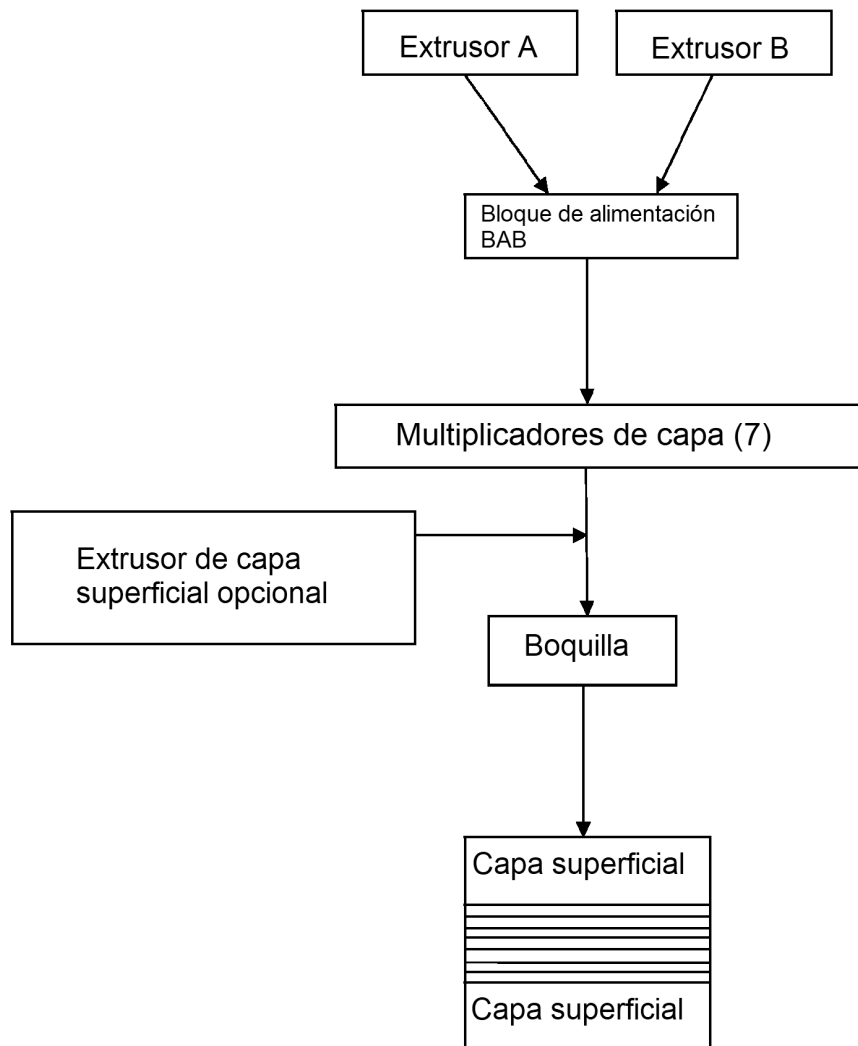 Extrusor A
Extrusor B
Bloque de alimentación
BAB
Multiplicadores de capa (7)
Extrusor de capa
superficial opcional
Boquilla
Capa superficial
Capa superficial